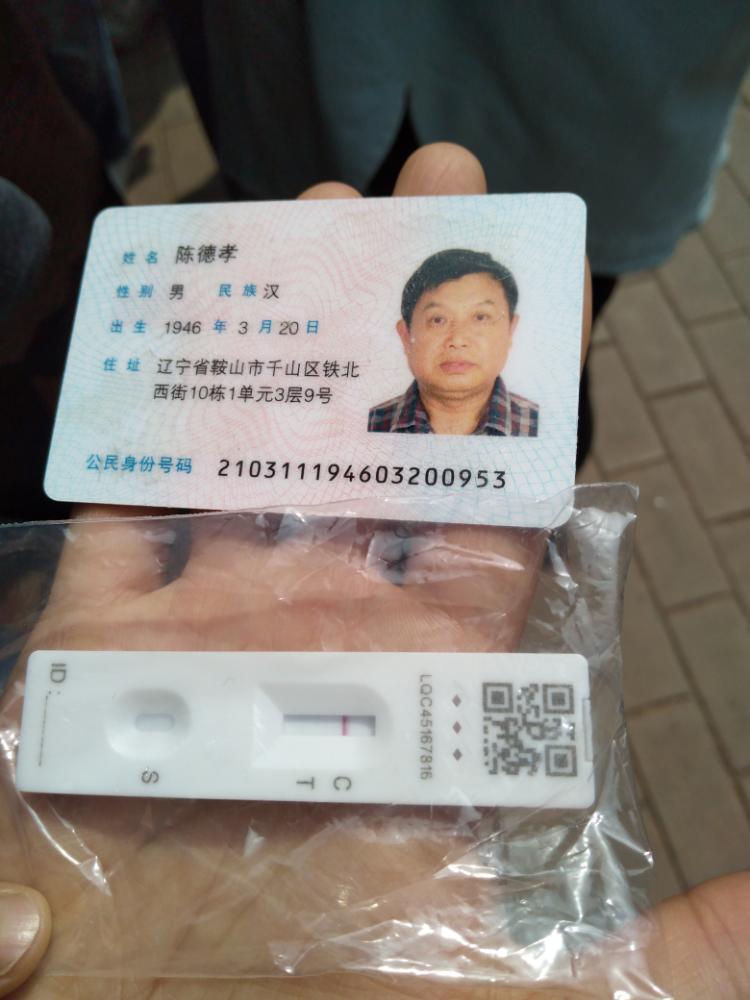 姓名 陈德孝
性别 男 民族 汉
出生 1946 年 3 月 20 日
住址 辽宁省鞍山市千山区铁北
西街10栋1单元3层9号
公民身份号码 210311194603200953
ID:
S
C
T
LQC45167816